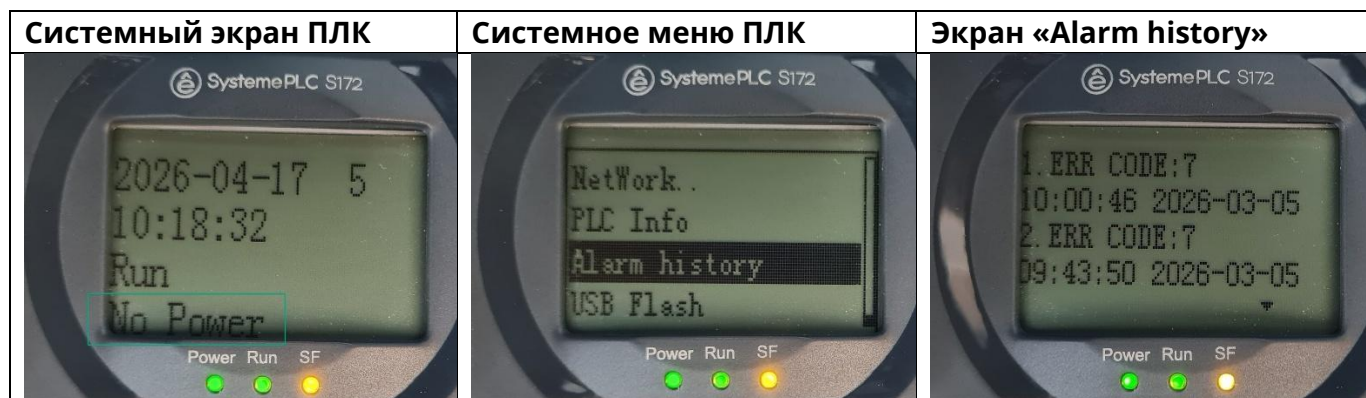 Системный экран ПЛК
Системное меню ПЛК
Экран «Alarm history»
SystemePLC S172
2026-04-17 5
10:18:32
Run
No Power
Power Run SF
SystemePLC S172
NetWork..
PLC Info
Alarm history
USB Flash
Power Run SF
SystemePLC S172
1.ERR CODE:7
10:00:46 2026-03-05
2.ERR CODE:7
09:43:50 2026-03-05
Power Run SF